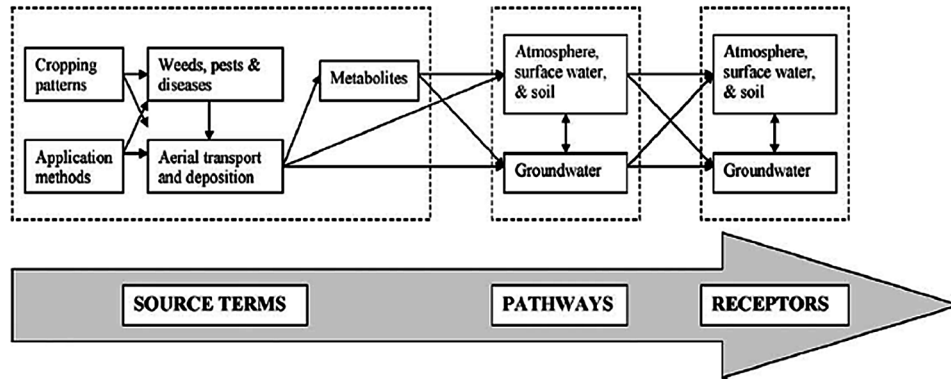 Cropping
patterns
Weeds, pests &
diseases
Metabolites
Application
methods
Aerial transport
and deposition
Atmosphere,
surface water,
& soil
Groundwater
Atmosphere,
surface water,
& soil
Groundwater
SOURCE TERMS
PATHWAYS
RECEPTORS